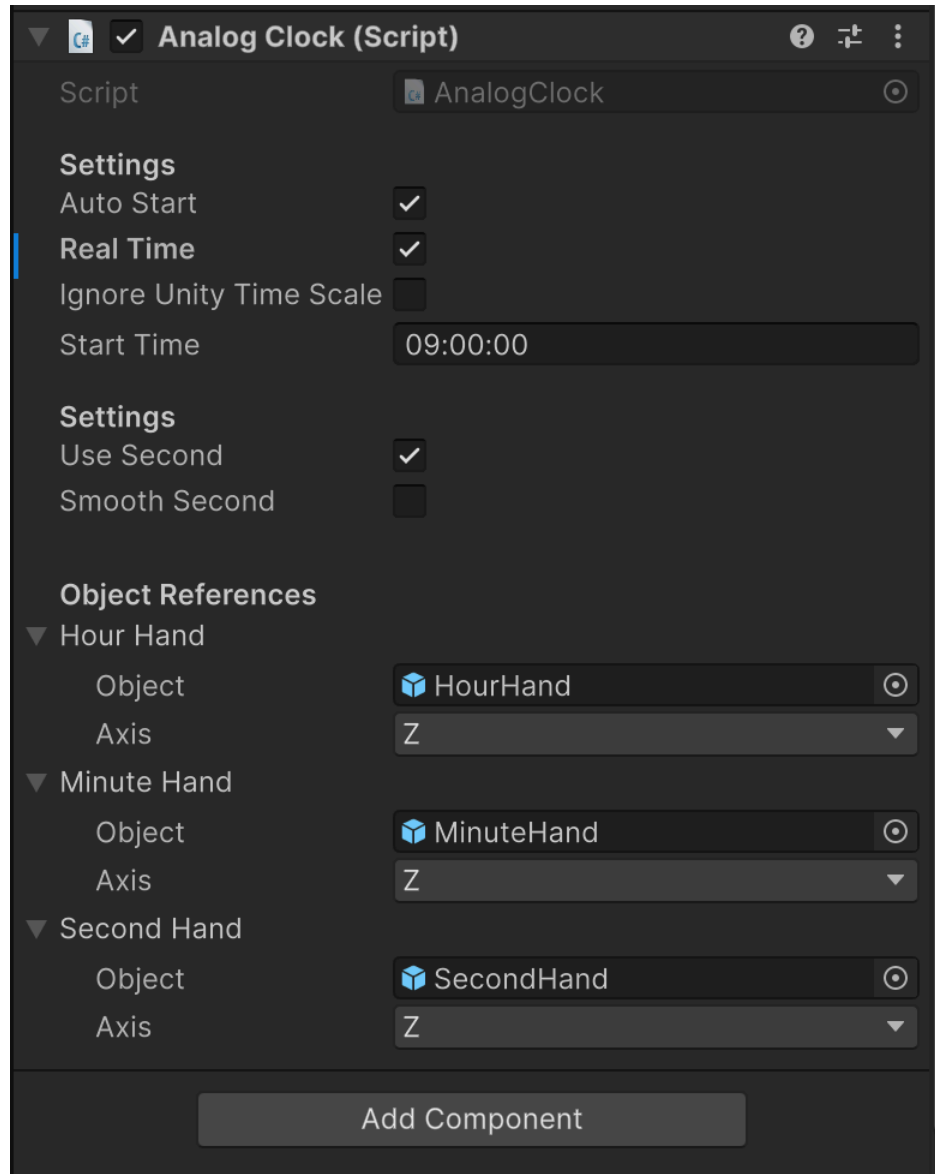 Analog Clock (Script)
Script AnalogClock
Settings
Auto Start
Real Time
Ignore Unity Time Scale
Start Time 09:00:00
Settings
Use Second
Smooth Second
Object References
Hour Hand
Object HourHand
Axis Z
Minute Hand
Object MinuteHand
Axis Z
Second Hand
Object SecondHand
Axis Z
Add Component